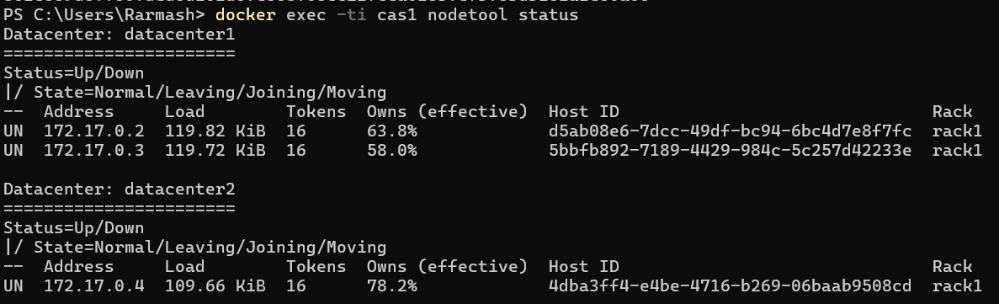 PS C:\Users\Rarmash> docker exec -ti cas1 nodetool status
Datacenter: datacenter1
=======================
Status=Up/Down
|/ State=Normal/Leaving/Joining/Moving
--  Address     Load        Tokens  Owns (effective)  Host ID                               Rack
UN  172.17.0.2  119.82 KiB  16      63.8%             d5ab08e6-7dcc-49df-bc94-6bc4d7e8f7fc  rack1
UN  172.17.0.3  119.72 KiB  16      58.0%             5bbfb892-7189-4429-984c-5c257d42233e  rack1
Datacenter: datacenter2
=======================
Status=Up/Down
|/ State=Normal/Leaving/Joining/Moving
--  Address     Load        Tokens  Owns (effective)  Host ID                               Rack
UN  172.17.0.4  109.66 KiB  16      78.2%             4dba3ff4-e4be-4716-b269-06baab9508cd  rack1